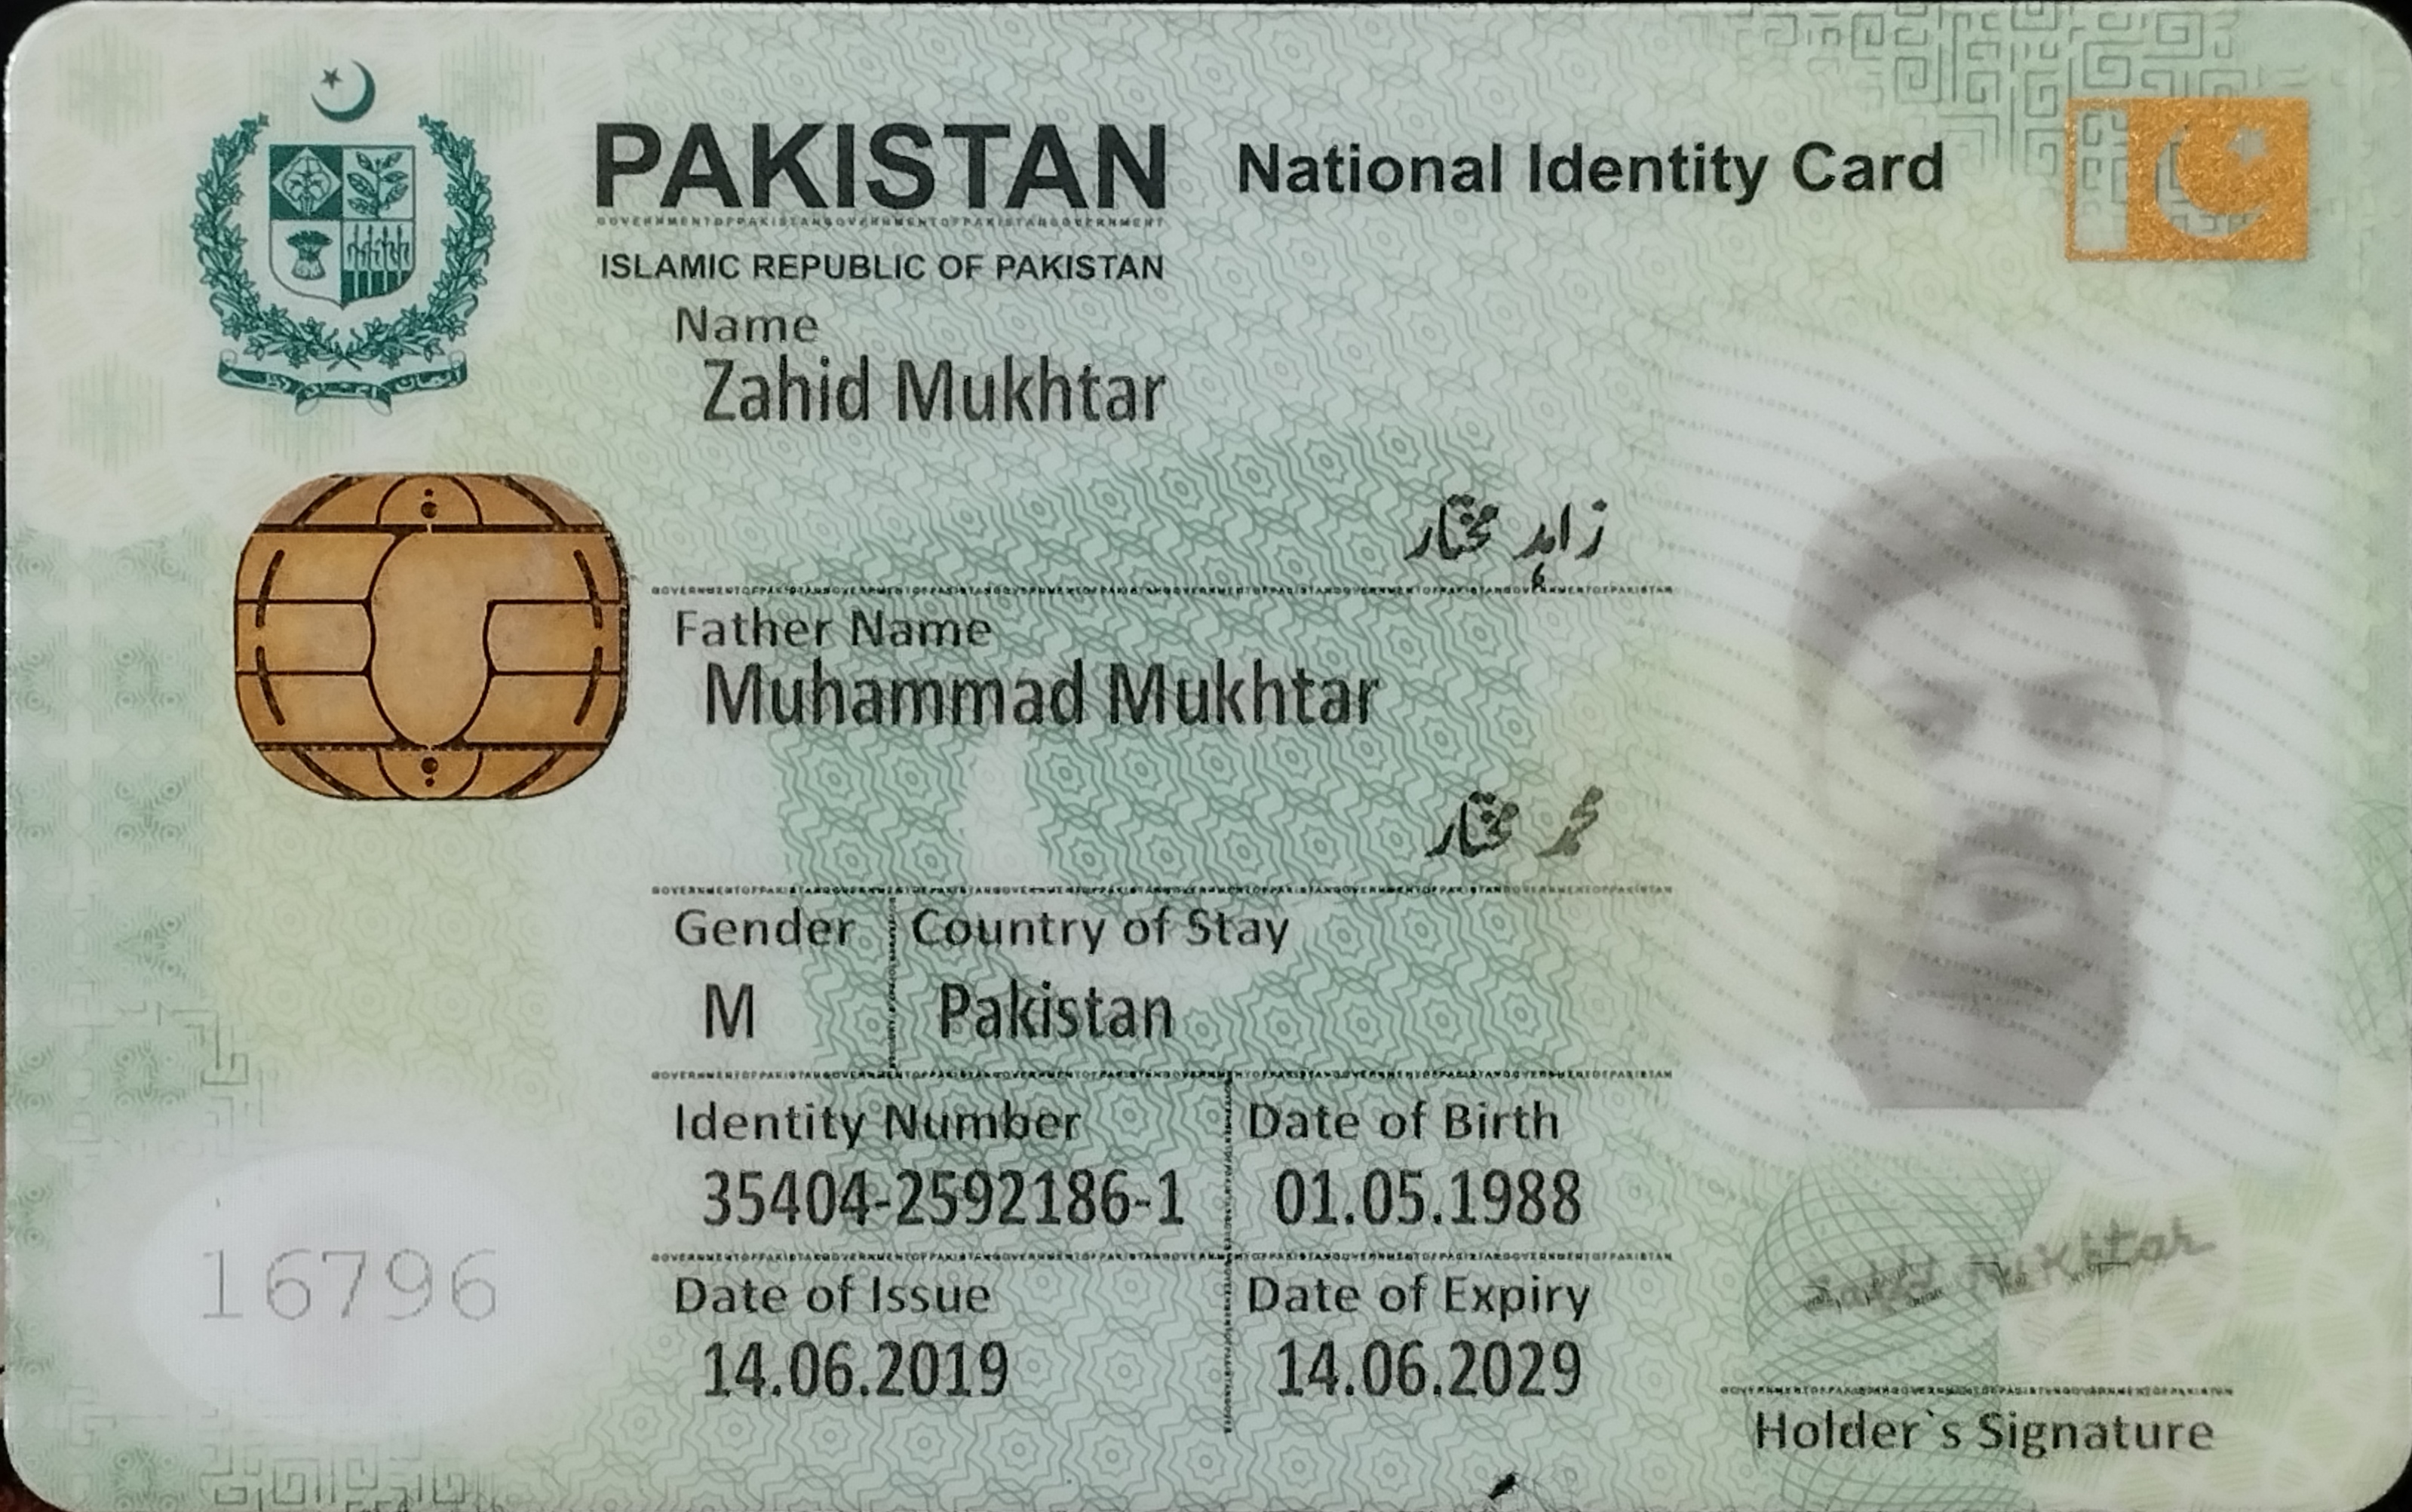 PAKISTAN National Identity Card
ISLAMIC REPUBLIC OF PAKISTAN
Name
Zahid Mukhtar
زاہد مختار
Father Name
Muhammad Mukhtar
محمد مختار
Gender Country of Stay
M Pakistan
Identity Number Date of Birth
35404-2592186-1 01.05.1988
Date of Issue Date of Expiry
14.06.2019 14.06.2029
16796
Mukhtar
Holder`s Signature